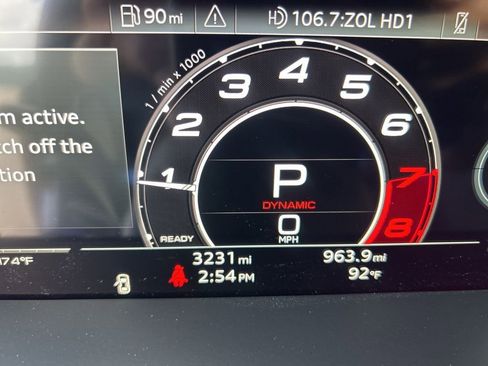 90 mi
106.7:ZOL HD1
1 / min x 1000
1
2
3
4
5
6
7
8
m active.
tch off the
tion
P
DYNAMIC
0
MPH
READY
174°F
3231 mi
963.9 mi
2:54 PM
92°F